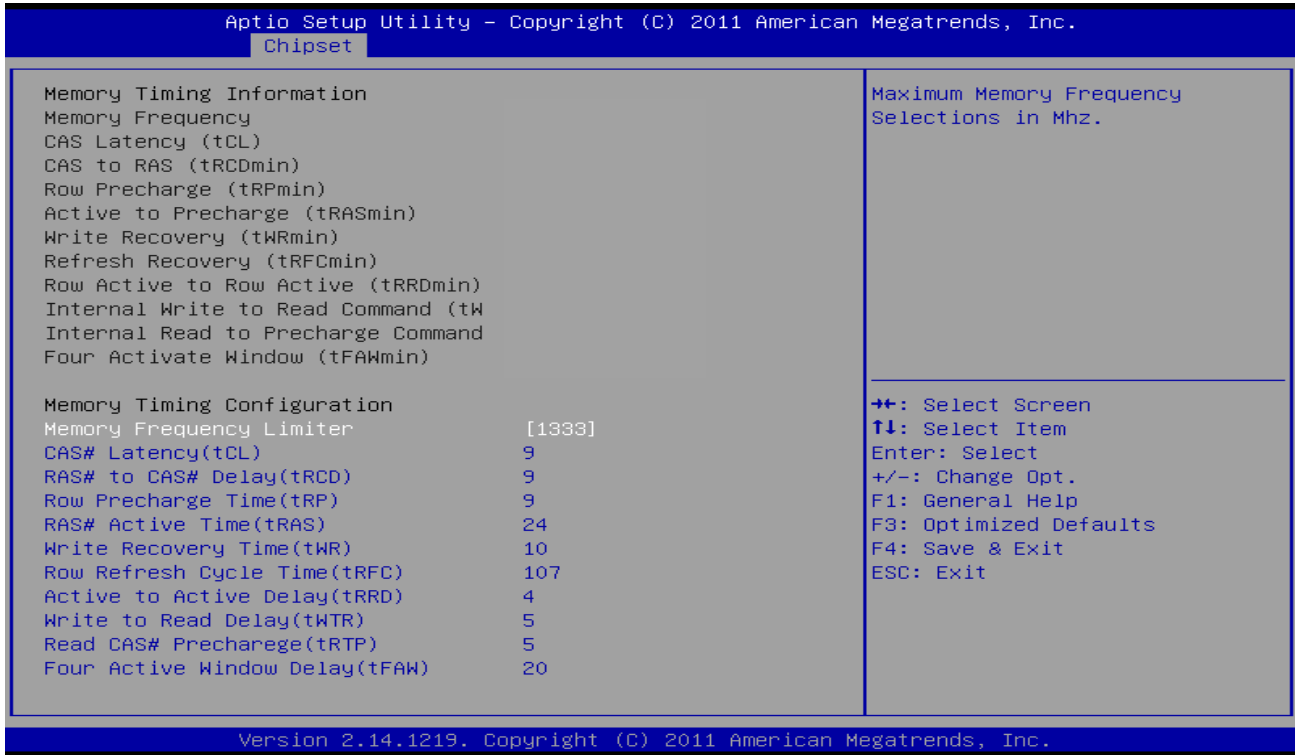 Aptio Setup Utility – Copyright (C) 2011 American Megatrends, Inc.
Chipset
Memory Timing Information
Memory Frequency
CAS Latency (tCL)
CAS to RAS (tRCDmin)
Row Precharge (tRPmin)
Active to Precharge (tRASmin)
Write Recovery (tWRmin)
Refresh Recovery (tRFCmin)
Row Active to Row Active (tRRDmin)
Internal Write to Read Command (tW
Internal Read to Precharge Command
Four Activate Window (tFAWmin)
Memory Timing Configuration
Memory Frequency Limiter [1333]
CAS# Latency(tCL) 9
RAS# to CAS# Delay(tRCD) 9
Row Precharge Time(tRP) 9
RAS# Active Time(tRAS) 24
Write Recovery Time(tWR) 10
Row Refresh Cycle Time(tRFC) 107
Active to Active Delay(tRRD) 4
Write to Read Delay(tWTR) 5
Read CAS# Precharege(tRTP) 5
Four Active Window Delay(tFAW) 20
Maximum Memory Frequency
Selections in Mhz.
→←: Select Screen
↑↓: Select Item
Enter: Select
+/-: Change Opt.
F1: General Help
F3: Optimized Defaults
F4: Save & Exit
ESC: Exit
Version 2.14.1219. Copyright (C) 2011 American Megatrends, Inc.